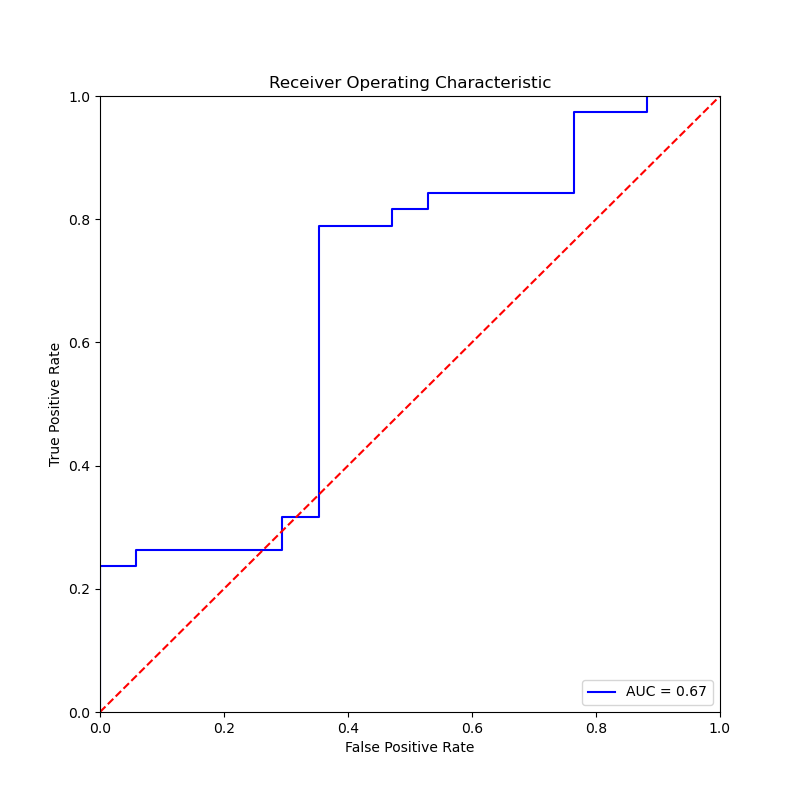 Receiver Operating Characteristic
1.0
0.8
0.6
0.4
0.2
0.0
True Positive Rate
AUC = 0.67
0.0 0.2 0.4 0.6 0.8 1.0
False Positive Rate